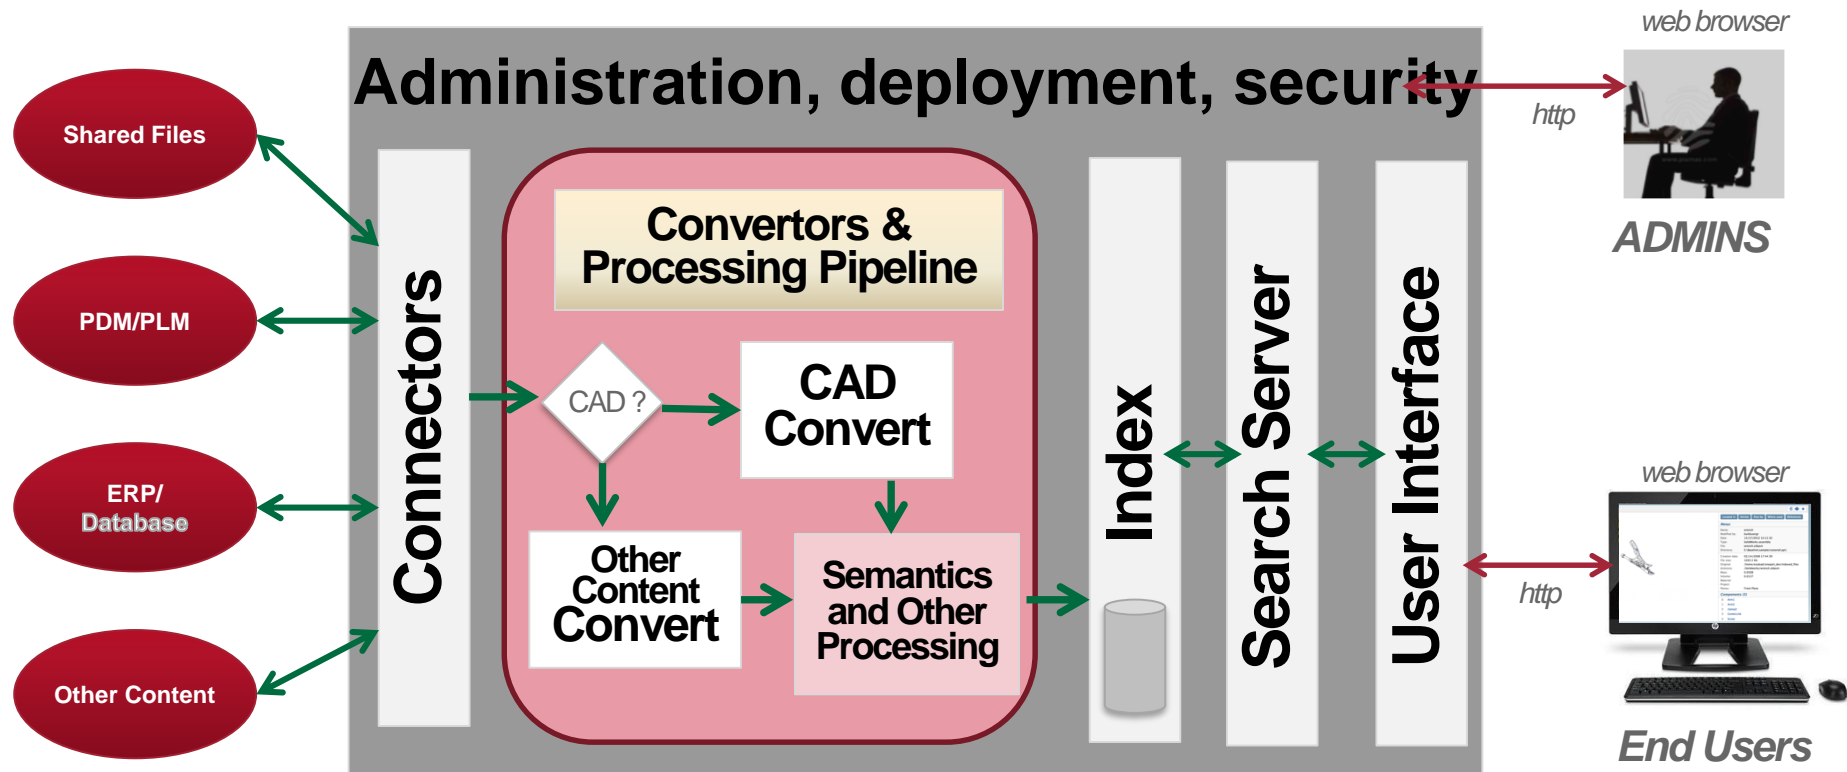 web browser
Administration, deployment, security
http
ADMINS
Shared Files
PDM/PLM
ERP/
Database
Other Content
Connectors
Convertors &
Processing Pipeline
CAD ?
CAD
Convert
Other
Content
Convert
Semantics
and Other
Processing
Index
Search Server
User Interface
web browser
http
End Users